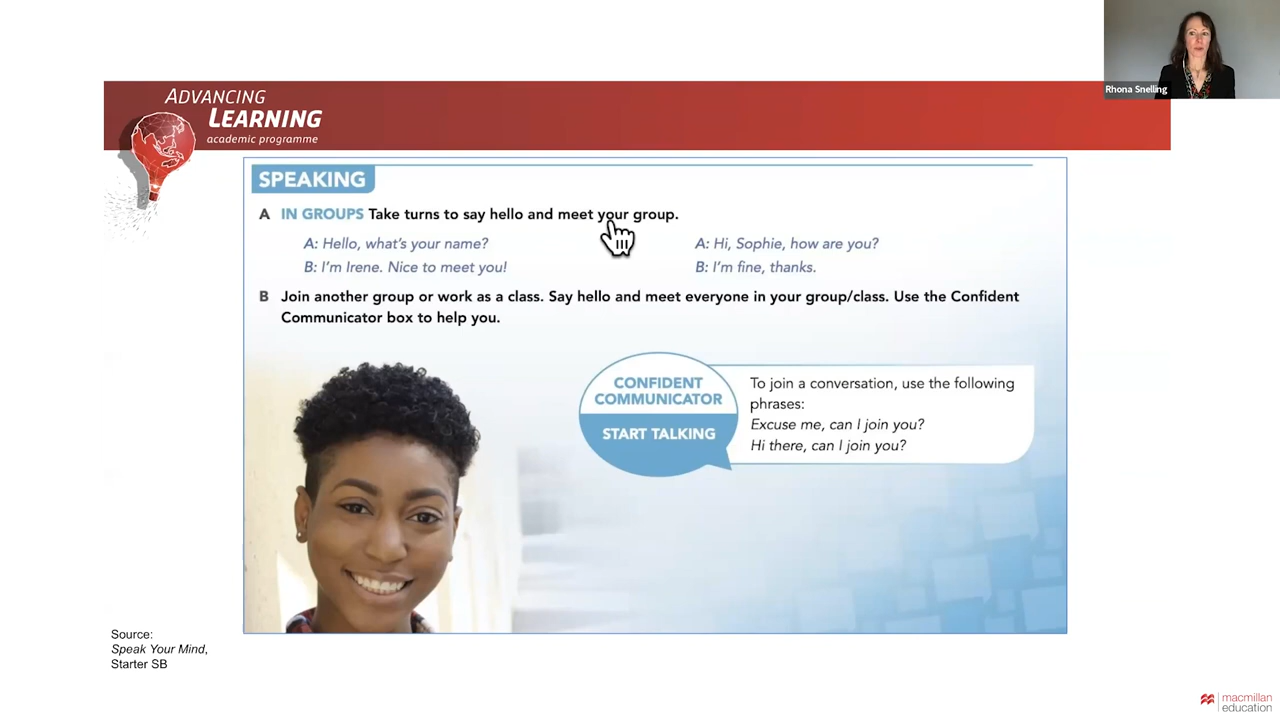 Rhona Snelling
ADVANCING
LEARNING
academic programme
SPEAKING
A IN GROUPS Take turns to say hello and meet your group.
A: Hello, what's your name?
B: I'm Irene. Nice to meet you!
A: Hi, Sophie, how are you?
B: I'm fine, thanks.
B Join another group or work as a class. Say hello and meet everyone in your group/class. Use the Confident
Communicator box to help you.
CONFIDENT
COMMUNICATOR
START TALKING
To join a conversation, use the following
phrases:
Excuse me, can I join you?
Hi there, can I join you?
Source:
Speak Your Mind,
Starter SB
macmillan
education